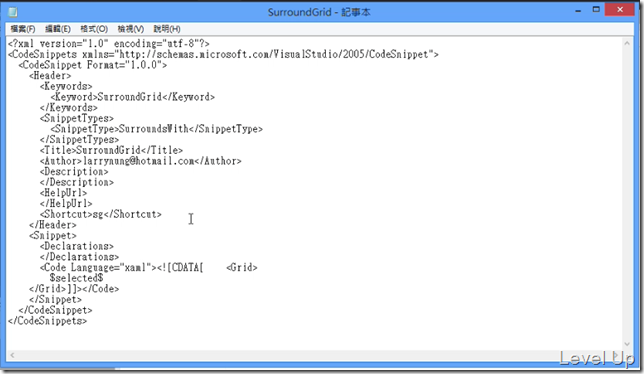 SurroundGrid - 記事本
檔案(F) 編輯(E) 格式(O) 檢視(V) 說明(H)
<?xml version="1.0" encoding="utf-8"?>
<CodeSnippets xmlns="http://schemas.microsoft.com/VisualStudio/2005/CodeSnippet">
  <CodeSnippet Format="1.0.0">
    <Header>
      <Keywords>
        <Keyword>SurroundGrid</Keyword>
      </Keywords>
      <SnippetTypes>
        <SnippetType>SurroundsWith</SnippetType>
      </SnippetTypes>
      <Title>SurroundGrid</Title>
      <Author>larrynung@hotmail.com</Author>
      <Description>
      </Description>
      <HelpUrl>
      </HelpUrl>
      <Shortcut>sg</Shortcut>
    </Header>
    <Snippet>
      <Declarations>
      </Declarations>
      <Code Language="xaml"><![CDATA[    <Grid>
        $selected$
    </Grid>]]></Code>
    </Snippet>
  </CodeSnippet>
</CodeSnippets>
Level Up